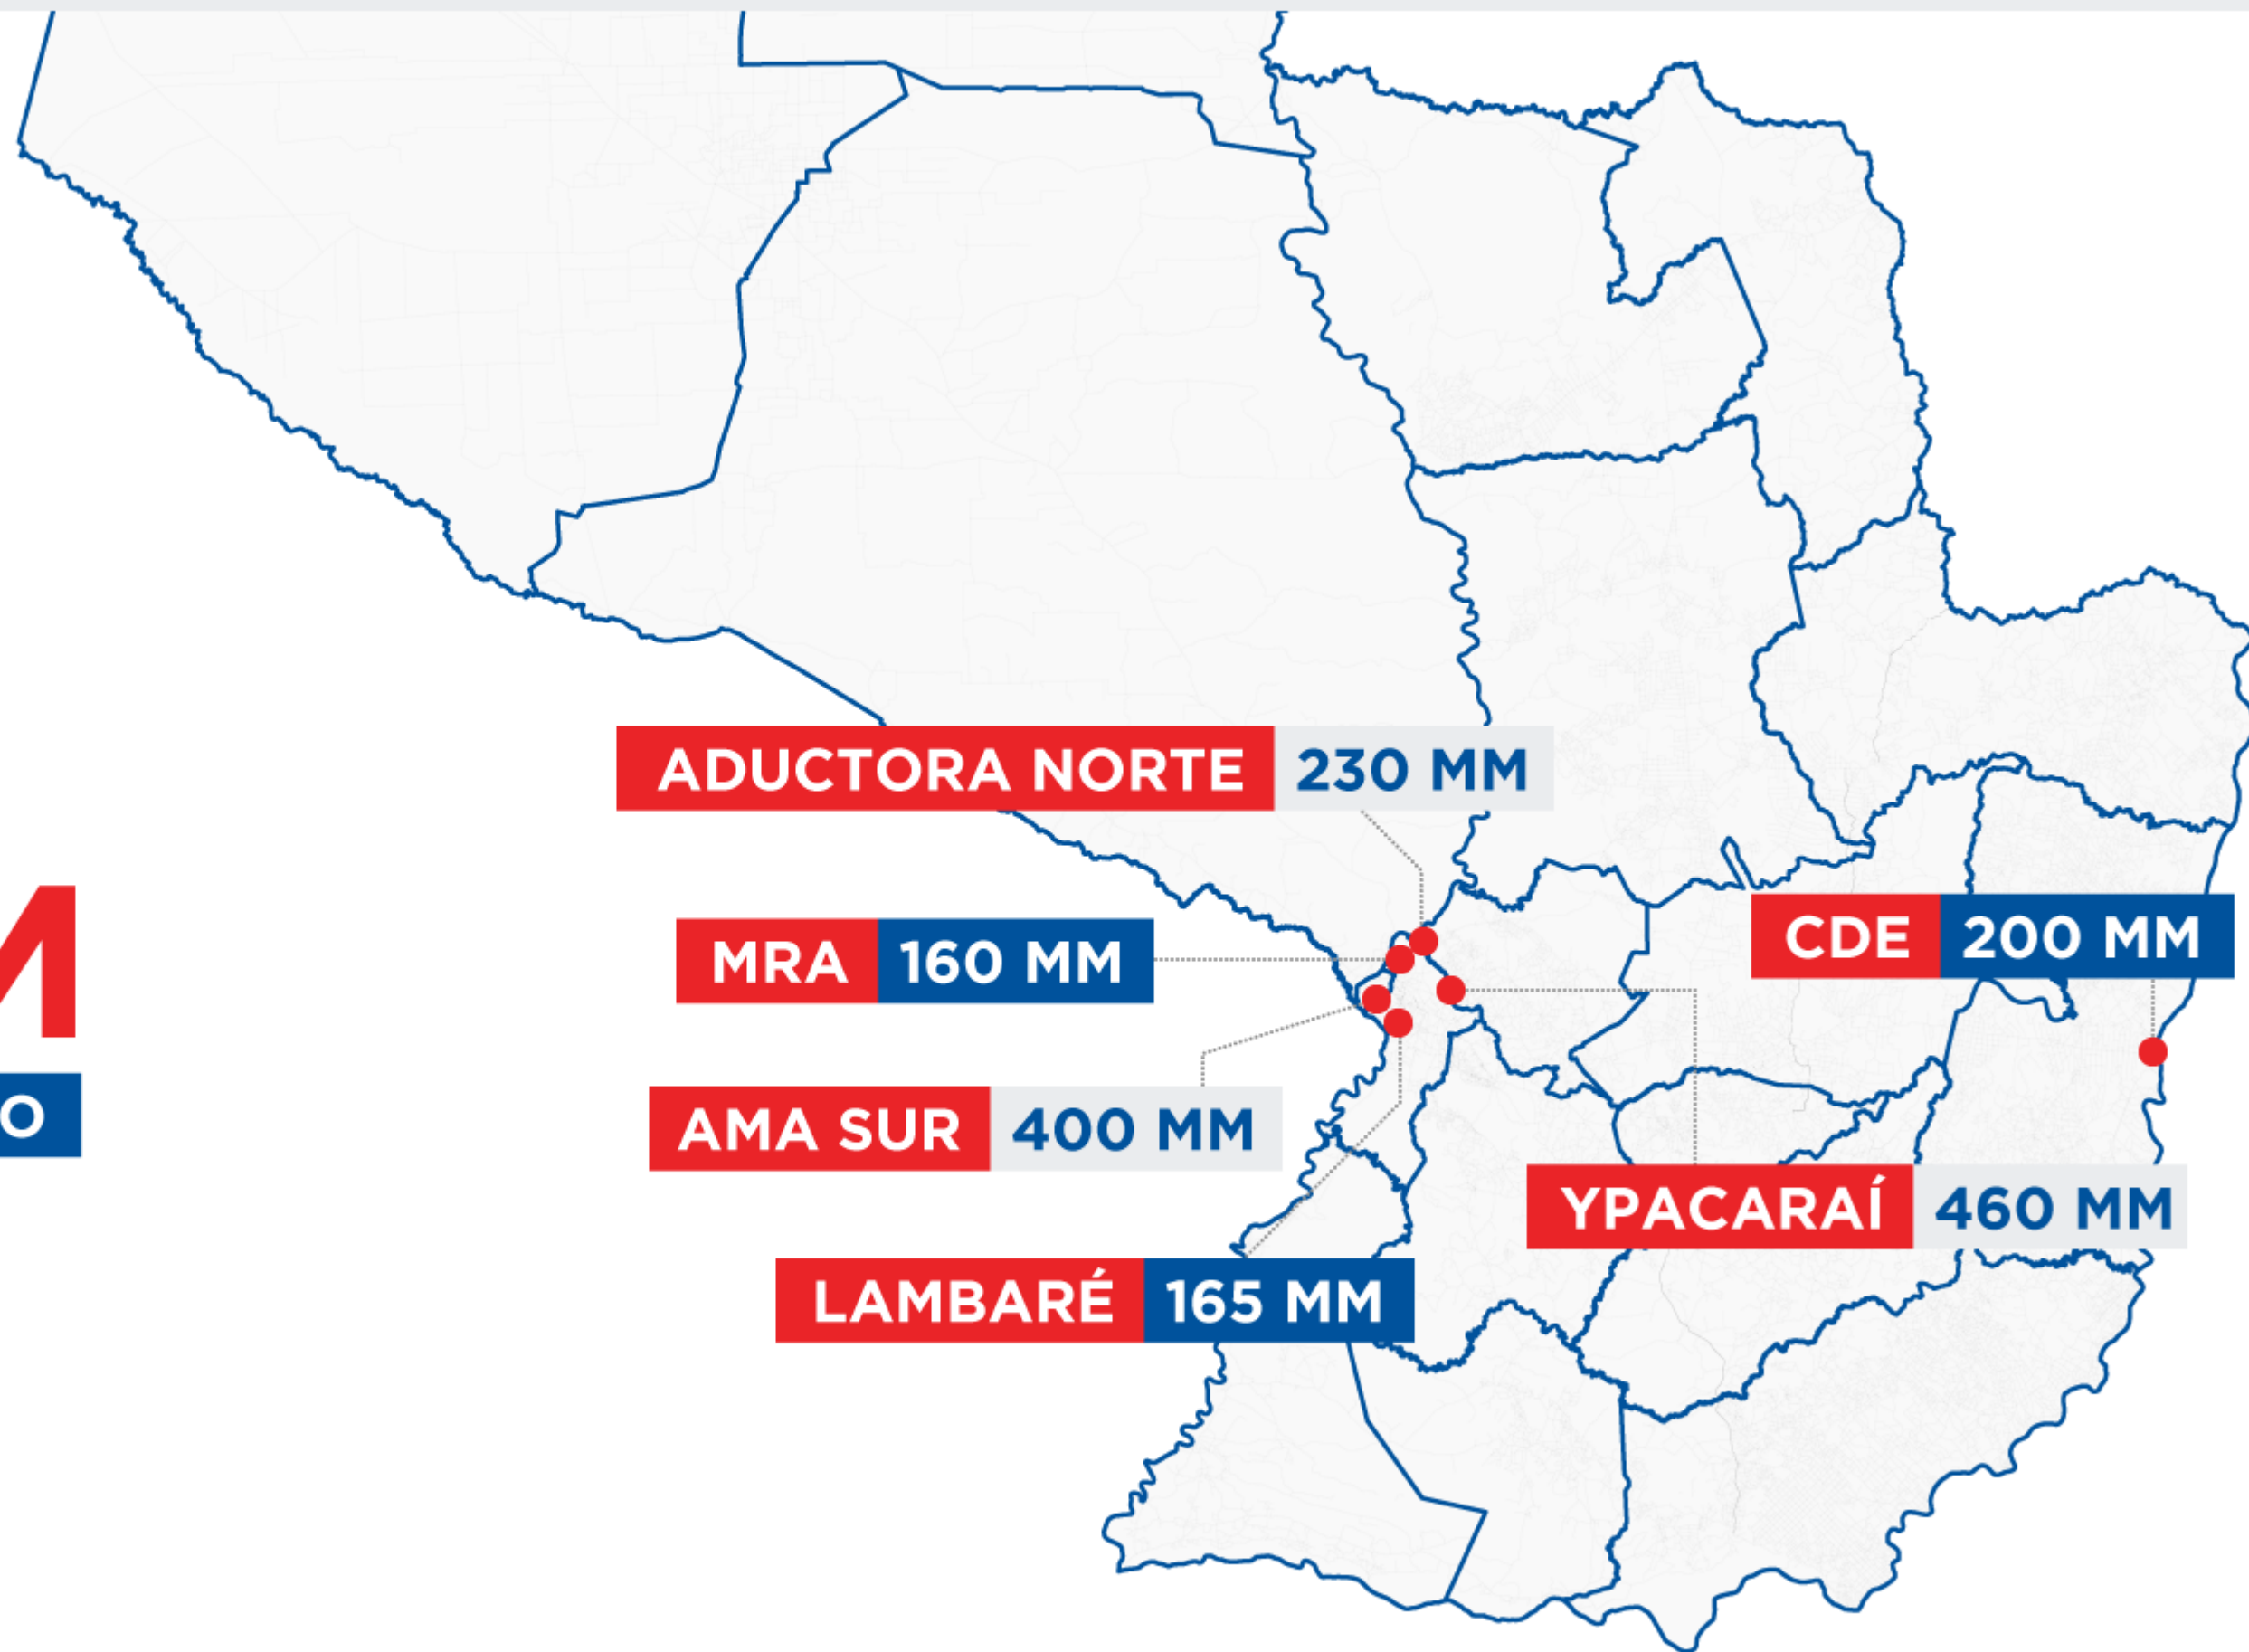 ADUCTORA NORTE 230 MM
CDE 200 MM
MRA 160 MM
AMA SUR 400 MM
YPACARAÍ 460 MM
LAMBARÉ 165 MM